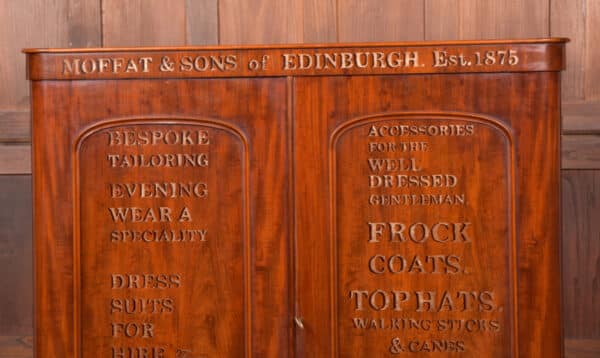 MOFFAT & SONS of EDINBURGH. Est. 1875
BESPOKE
TAILORING
EVENING
WEAR A
SPECIALITY
DRESS
SUITS
FOR
HIRE
ACCESSORIES
FOR THE
WELL
DRESSED
GENTLEMAN.
FROCK
COATS.
TOP HATS.
WALKING STICKS
& CANES